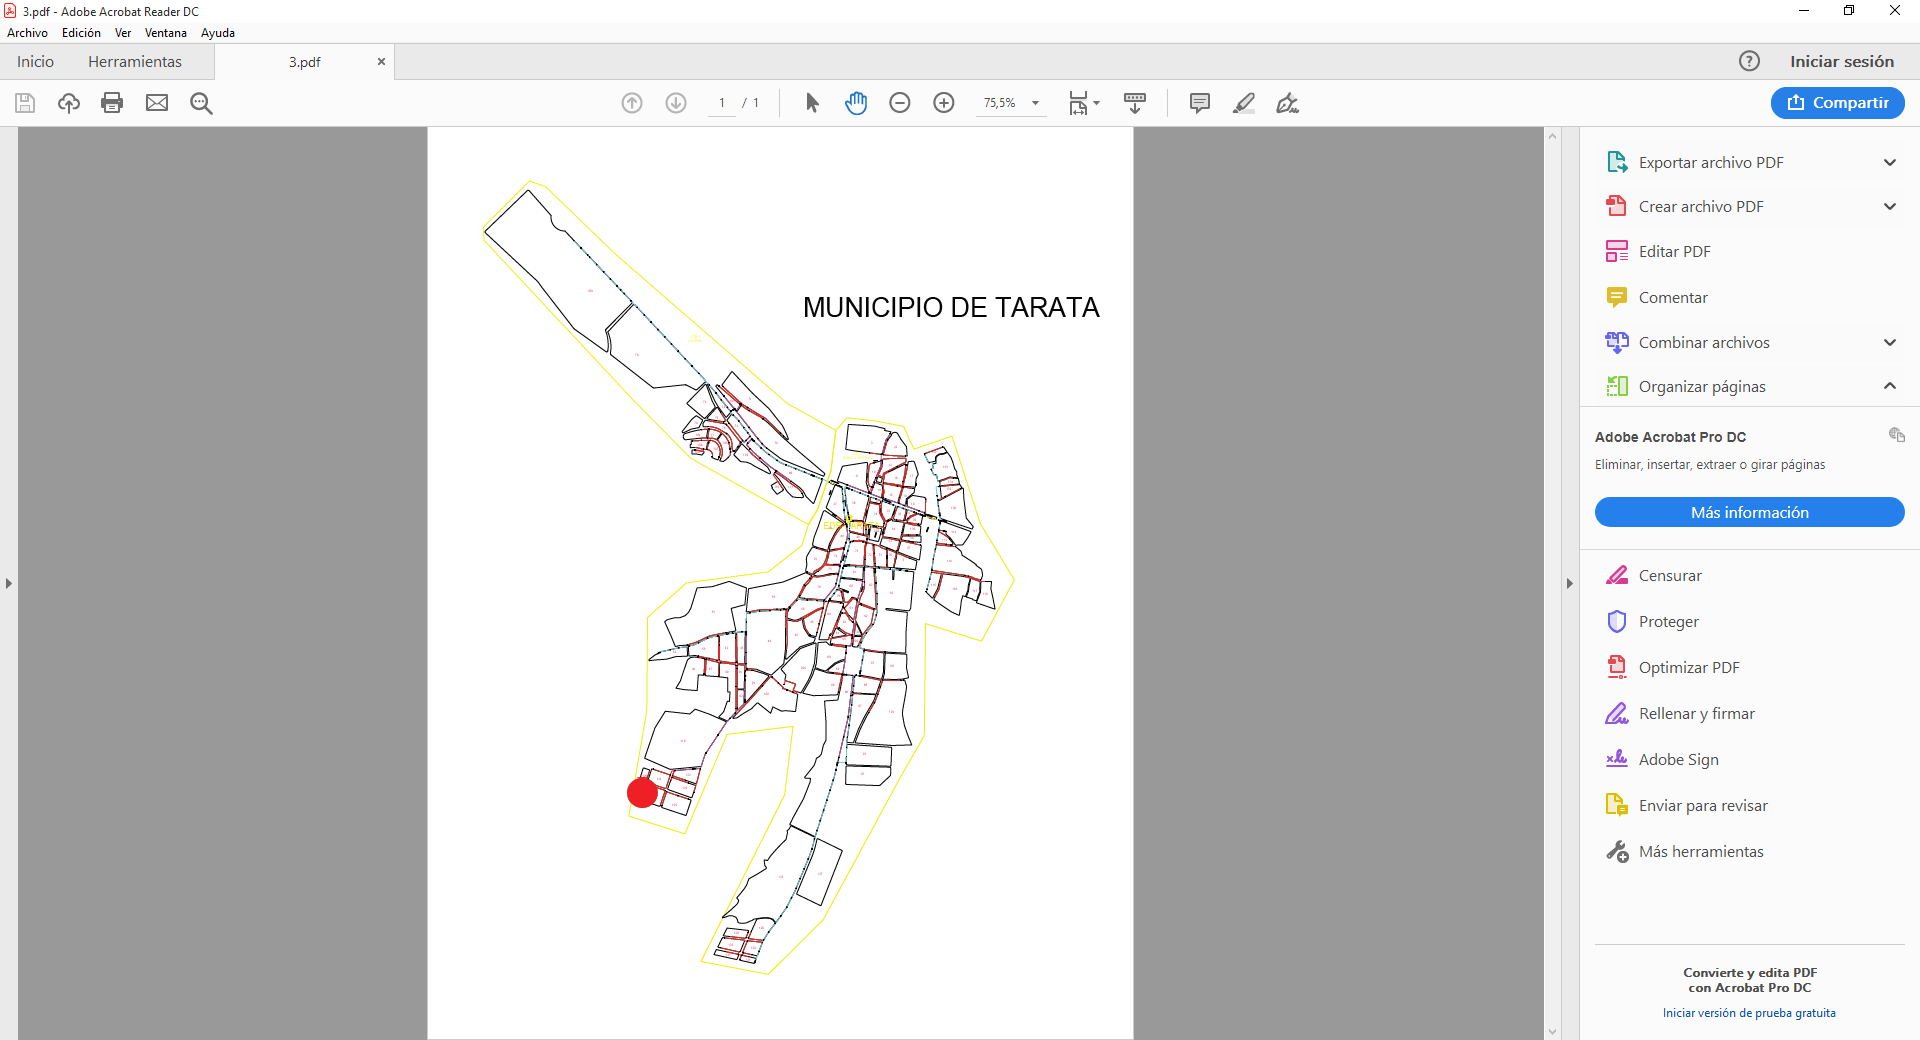 3.pdf - Adobe Acrobat Reader DC
Archivo Edición Ver Ventana Ayuda
Inicio Herramientas 3.pdf Iniciar sesión
1 / 1 75,5% Compartir
MUNICIPIO DE TARATA
Exportar archivo PDF
Crear archivo PDF
Editar PDF
Comentar
Combinar archivos
Organizar páginas
Adobe Acrobat Pro DC
Eliminar, insertar, extraer o girar páginas
Más información
Censurar
Proteger
Optimizar PDF
Rellenar y firmar
Adobe Sign
Enviar para revisar
Más herramientas
Convierte y edita PDF
con Acrobat Pro DC
Iniciar versión de prueba gratuita